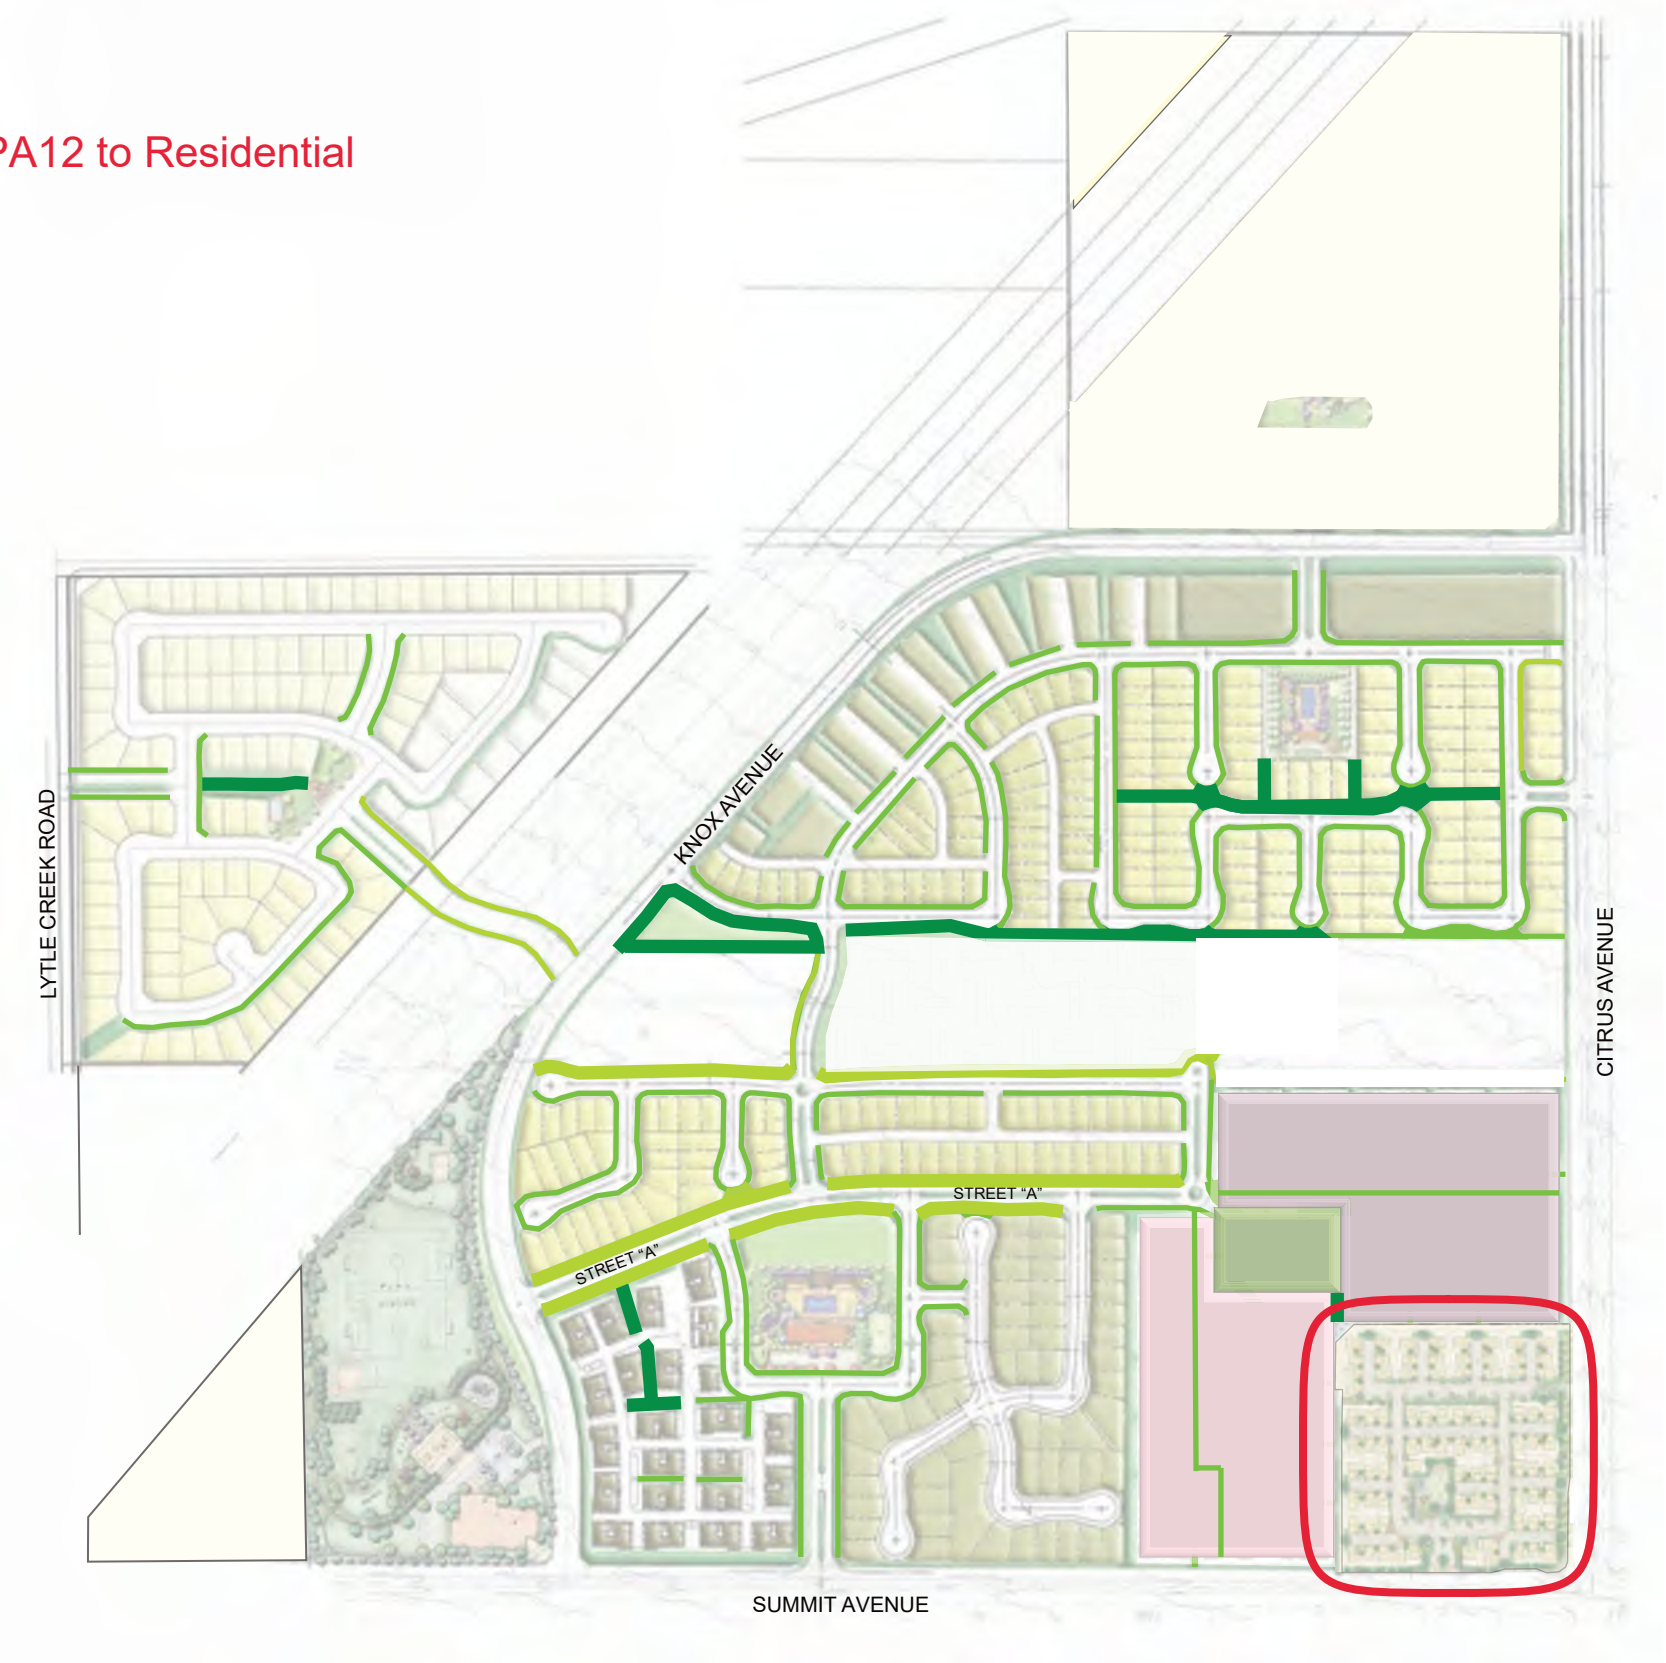 PA12 to Residential
KNOX AVENUE
LYTLE CREEK ROAD
CITRUS AVENUE
STREET "A"
STREET "A"
SUMMIT AVENUE